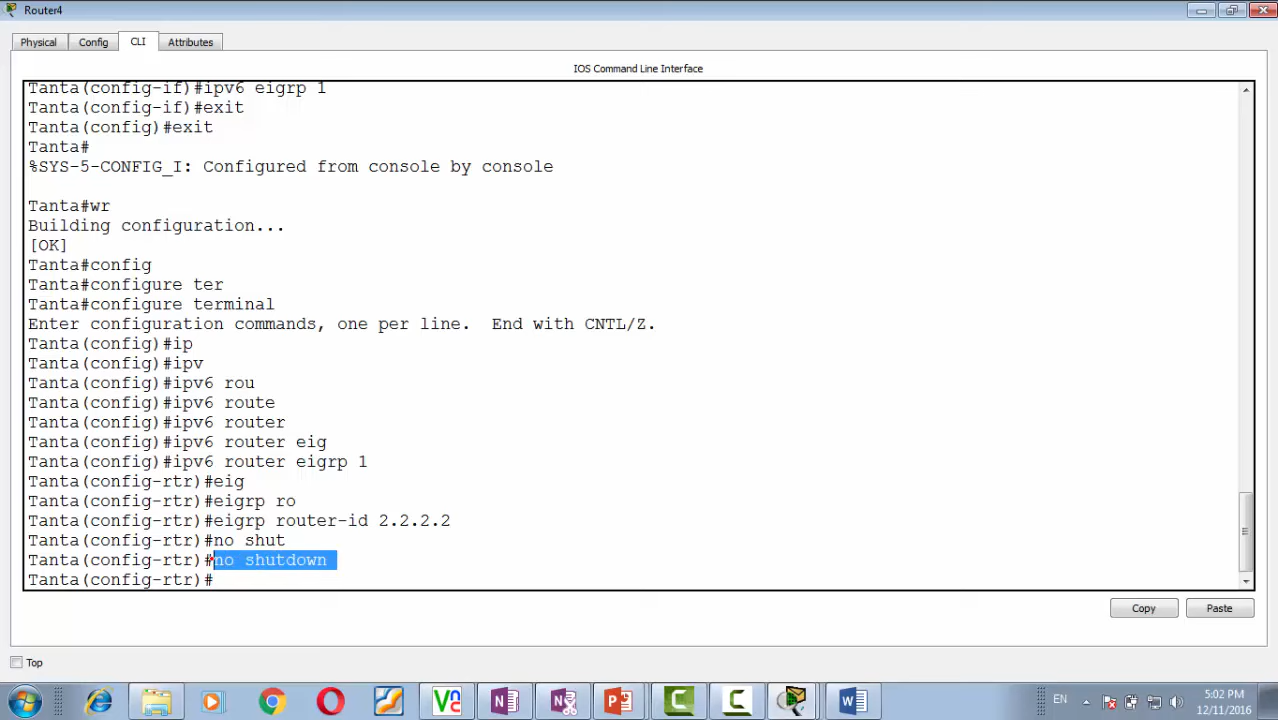 Router4
Physical
Config
CLI
Attributes
IOS Command Line Interface
Tanta(config-if)#ipv6 eigrp 1
Tanta(config-if)#exit
Tanta(config)#exit
Tanta#
%SYS-5-CONFIG_I: Configured from console by console
Tanta#wr
Building configuration...
[OK]
Tanta#config
Tanta#configure ter
Tanta#configure terminal
Enter configuration commands, one per line.  End with CNTL/Z.
Tanta(config)#ip
Tanta(config)#ipv
Tanta(config)#ipv6 rou
Tanta(config)#ipv6 route
Tanta(config)#ipv6 router
Tanta(config)#ipv6 router eig
Tanta(config)#ipv6 router eigrp 1
Tanta(config-rtr)#eig
Tanta(config-rtr)#eigrp ro
Tanta(config-rtr)#eigrp router-id 2.2.2.2
Tanta(config-rtr)#no shut
Tanta(config-rtr)#no shutdown
Tanta(config-rtr)#
Copy
Paste
Top
EN
5:02 PM
12/11/2016